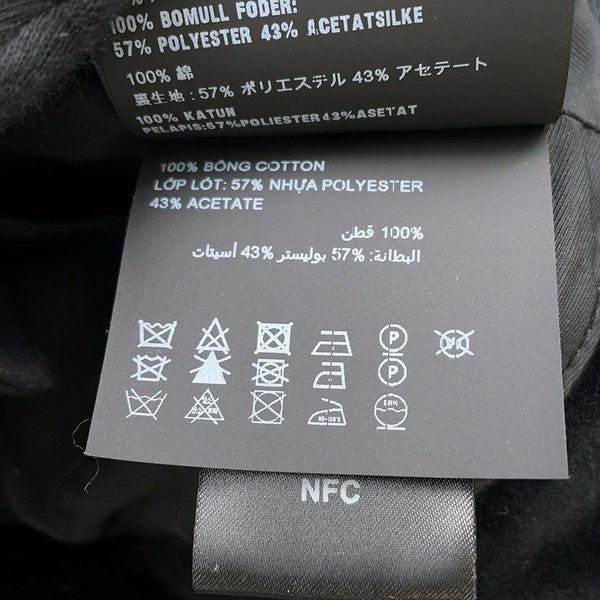 100% BOMULL FODER:
57% POLYESTER 43% ACETATSILKE
100% 綿
裏生地：57% ポリエステル 43% アセテート
100% KATUN
PELAPIS:57%POLIESTER43%ASETAT
100% BÔNG COTTON
LỚP LÓT: 57% NHỰA POLYESTER
43% ACETATE
100% قطن
البطانة: 57% بوليستر 43% أسيتات
P
P
NFC